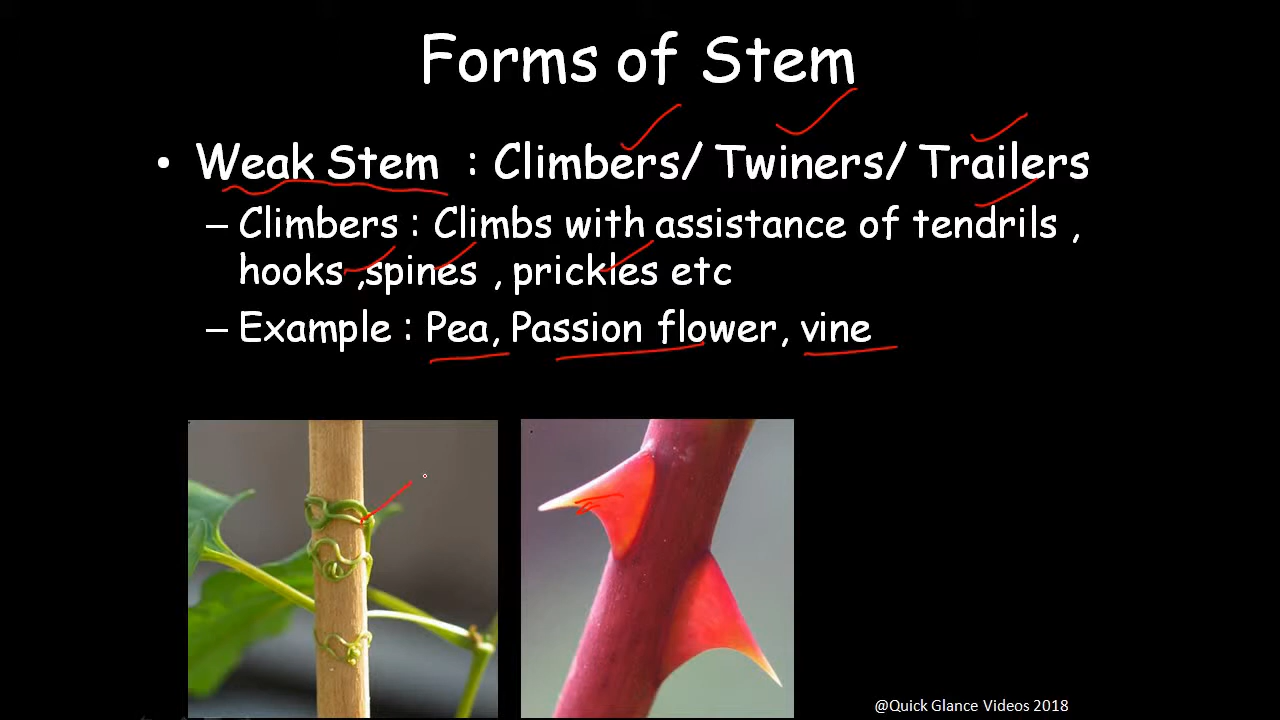 Forms of Stem
• Weak Stem : Climbers/ Twiners/ Trailers
– Climbers : Climbs with assistance of tendrils ,
hooks ,spines , prickles etc
– Example : Pea, Passion flower, vine
@Quick Glance Videos 2018